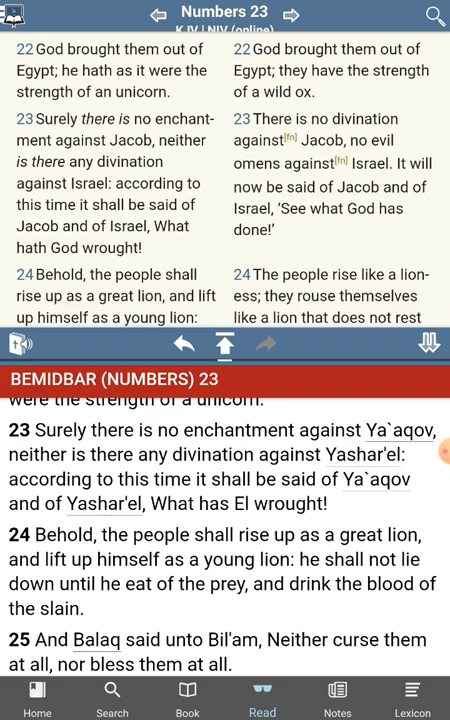 Numbers 23
KJV | NIV (online)
22 God brought them out of
Egypt; he hath as it were the
strength of an unicorn.
23 Surely there is no enchant-
ment against Jacob, neither
is there any divination
against Israel: according to
this time it shall be said of
Jacob and of Israel, What
hath God wrought!
24 Behold, the people shall
rise up as a great lion, and lift
up himself as a young lion:
22 God brought them out of
Egypt; they have the strength
of a wild ox.
23 There is no divination
against[fn] Jacob, no evil
omens against[fn] Israel. It will
now be said of Jacob and of
Israel, ‘See what God has
done!’
24 The people rise like a lion-
ess; they rouse themselves
like a lion that does not rest
BEMIDBAR (NUMBERS) 23
were the strength of a unicorn.
23 Surely there is no enchantment against Ya`aqov,
neither is there any divination against Yashar'el:
according to this time it shall be said of Ya`aqov
and of Yashar'el, What has El wrought!
24 Behold, the people shall rise up as a great lion,
and lift up himself as a young lion: he shall not lie
down until he eat of the prey, and drink the blood of
the slain.
25 And Balaq said unto Bil'am, Neither curse them
at all, nor bless them at all.
Home
Search
Book
Read
Notes
Lexicon